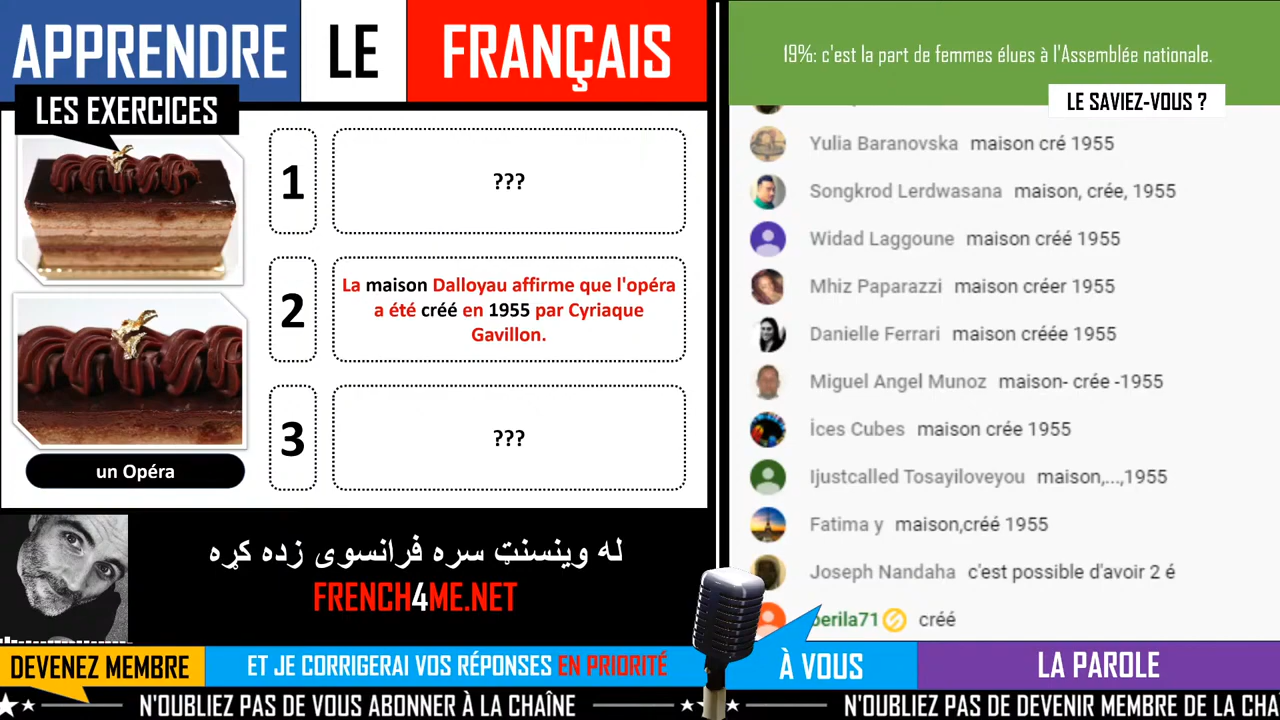 APPRENDRE LE FRANÇAIS
LES EXERCICES
1
???
2
La maison Dalloyau affirme que l'opéra
a été créé en 1955 par Cyriaque
Gavillon.
3
???
un Opéra
له وینسنټ سره فرانسوی زده کړه
FRENCH4ME.NET
19%: c'est la part de femmes élues à l'Assemblée nationale.
LE SAVIEZ-VOUS ?
Yulia Baranovska maison cré 1955
Songkrod Lerdwasana maison, crée, 1955
Widad Laggoune maison créé 1955
Mhiz Paparazzi maison créer 1955
Danielle Ferrari maison créée 1955
Miguel Angel Munoz maison- crée -1955
İces Cubes maison crée 1955
Ijustcalled Tosayiloveyou maison,...,1955
Fatima y maison,créé 1955
Joseph Nandaha c'est possible d'avoir 2 é
berila71 créé
DEVENEZ MEMBRE
ET JE CORRIGERAI VOS RÉPONSES EN PRIORITÉ
À VOUS
LA PAROLE
N'OUBLIEZ PAS DE VOUS ABONNER À LA CHAÎNE
N'OUBLIEZ PAS DE DEVENIR MEMBRE DE LA CHA